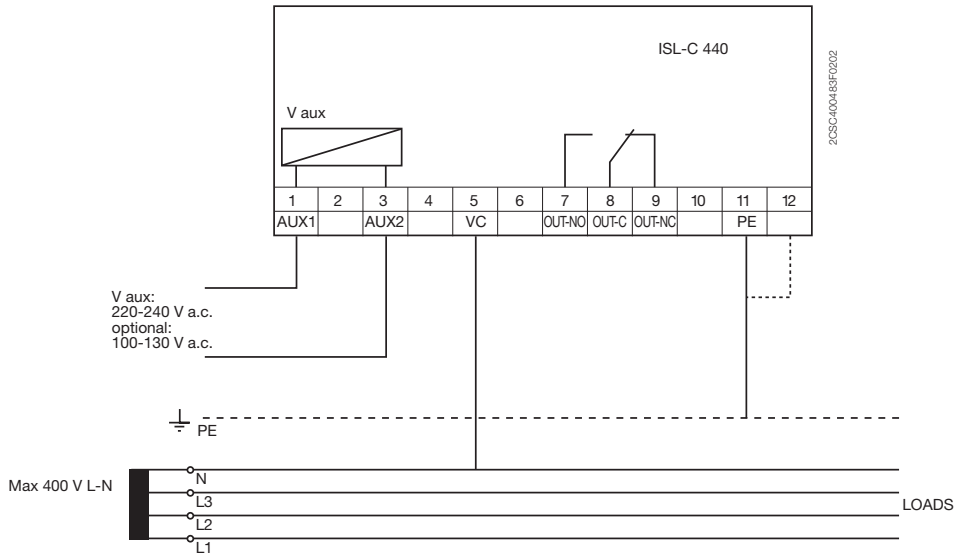 ISL-C 440
2CSC400483F0202
V aux
1 2 3 4 5 6 7 8 9 10 11 12
AUX1 AUX2 VC OUT-NO OUT-C OUT-NC PE
V aux:
220-240 V a.c.
optional:
100-130 V a.c.
PE
Max 400 V L-N
N
L3
L2
L1
LOADS